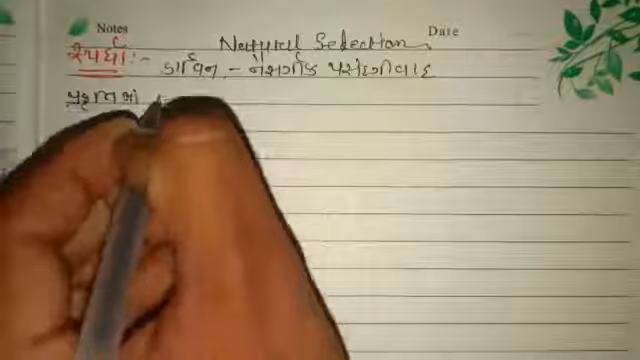 Notes
Date
Natural Selection
સ્પર્ધા :-
ડાર્વિન - નૈસર્ગીક પસંદગીવાદ